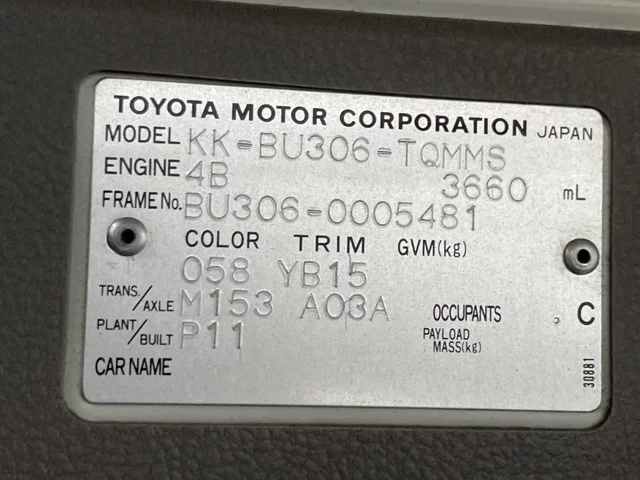 TOYOTA MOTOR CORPORATION JAPAN
MODEL KK-BU306-TQMMS
ENGINE 4B 3660 mL
FRAME No. BU306-0005481
COLOR TRIM GVM(kg)
058 YB15
TRANS./AXLE M153 A03A OCCUPANTS . C
PLANT/BUILT P11 PAYLOAD MASS(kg)
CAR NAME
30881